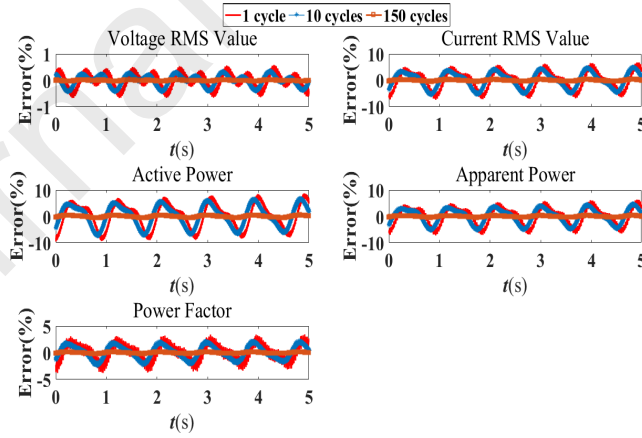 1 cycle 10 cycles 150 cycles
Voltage RMS Value
Error(%)
1
0
-1
0 1 2 3 4 5
t(s)
Current RMS Value
Error(%)
10
0
-10
0 1 2 3 4 5
t(s)
Active Power
Error(%)
10
0
-10
0 1 2 3 4 5
t(s)
Apparent Power
Error(%)
10
0
-10
0 1 2 3 4 5
t(s)
Power Factor
Error(%)
5
0
-5
0 1 2 3 4 5
t(s)